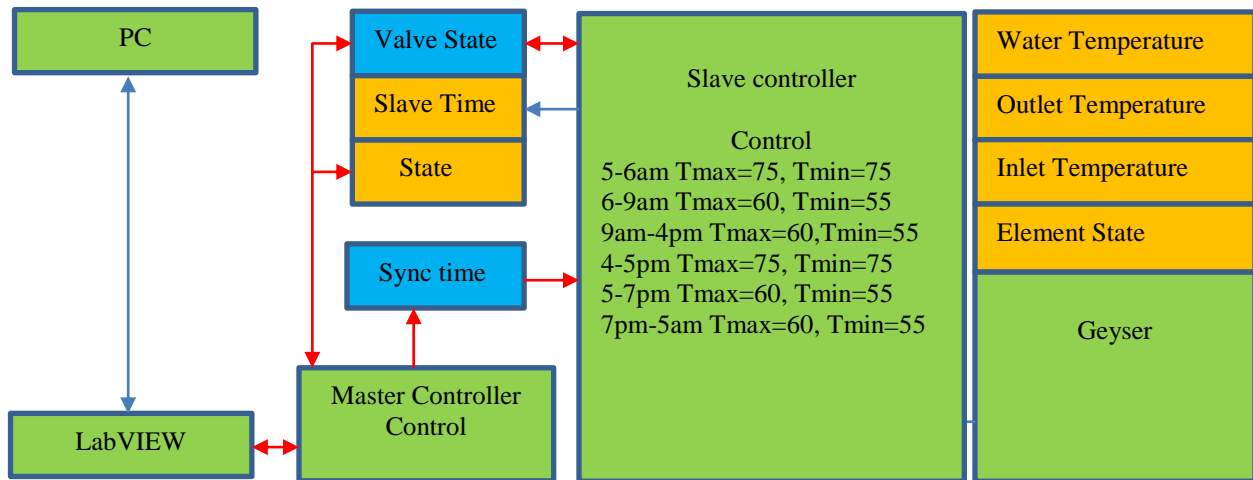 PC
LabVIEW
Valve State
Slave Time
State
Sync time
Master Controller
Control
Slave controller
Control
5-6am Tmax=75, Tmin=75
6-9am Tmax=60, Tmin=55
9am-4pm Tmax=60,Tmin=55
4-5pm Tmax=75, Tmin=75
5-7pm Tmax=60, Tmin=55
7pm-5am Tmax=60, Tmin=55
Water Temperature
Outlet Temperature
Inlet Temperature
Element State
Geyser